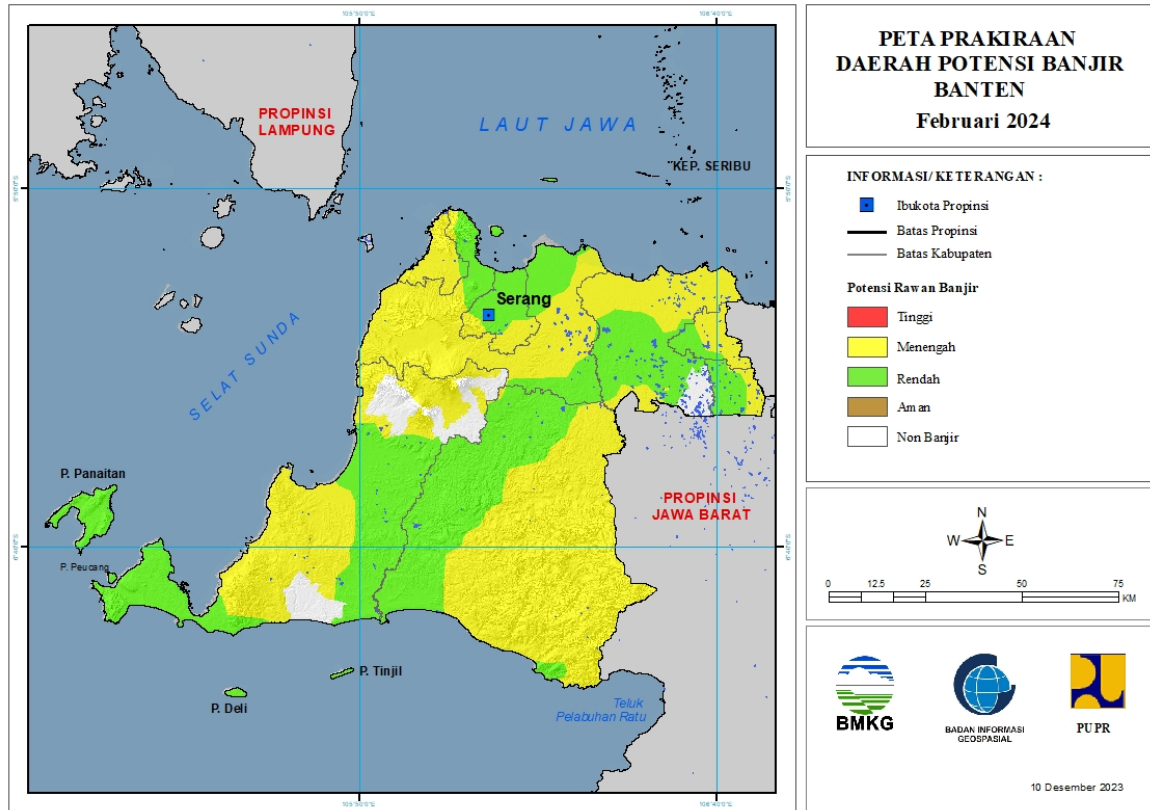 PETA PRAKIRAAN
DAERAH POTENSI BANJIR
BANTEN
Februari 2024
INFORMASI/ KETERANGAN :
Ibukota Propinsi
Batas Propinsi
Batas Kabupaten
Potensi Rawan Banjir
Tinggi
Menengah
Rendah
Aman
Non Banjir
N
W E
S
0 12.5 25 50 75
KM
BMKG
BADAN INFORMASI
GEOSPASIAL
PUPR
10 Desember 2023
PROPINSI
LAMPUNG
LAUT JAWA
KEP. SERIBU
Serang
SELAT SUNDA
P. Panaitan
P. Peucang
PROPINSI
JAWA BARAT
P. Tinjil
P. Deli
Teluk
Pelabuhan Ratu